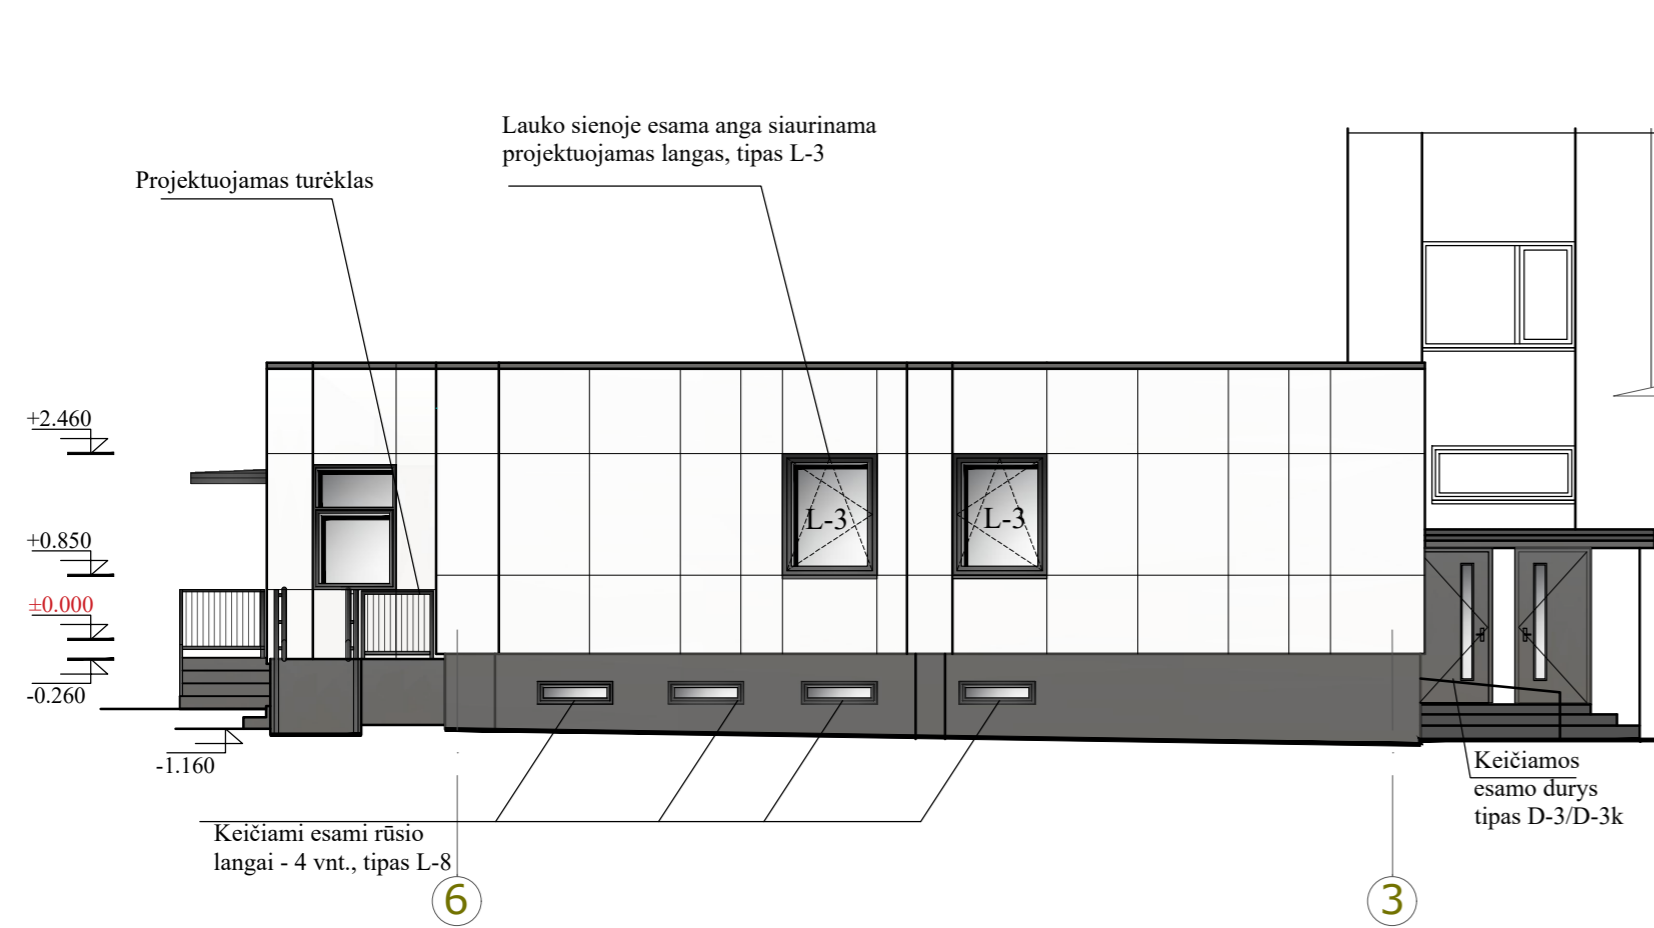 Lauko sienoje esama anga siaurinama
projektuojamas langas, tipas L-3
Projektuojamas turėklas
+2.460
+0.850
±0.000
-0.260
-1.160
L-3
L-3
Keičiamos
esamo durys
tipas D-3/D-3k
Keičiami esami rūsio
langai - 4 vnt., tipas L-8
6
3